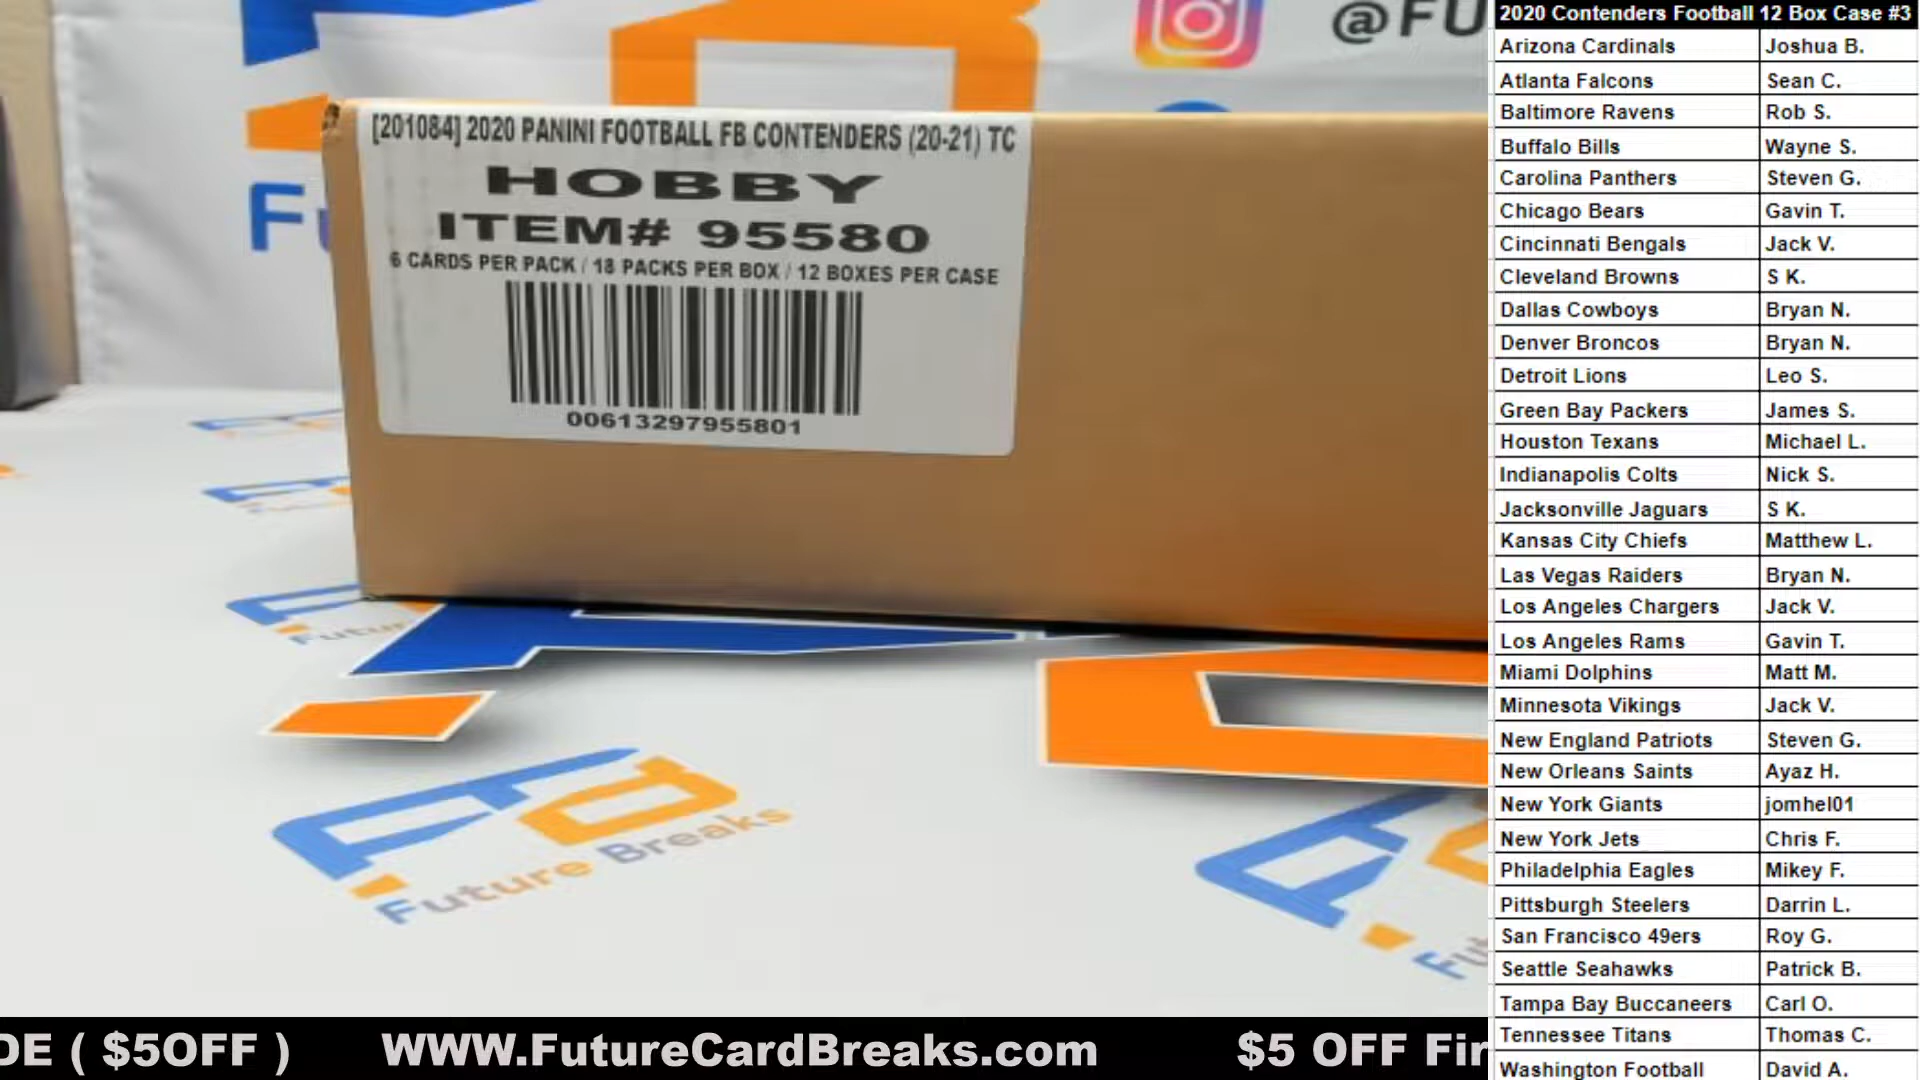 @FU
[201084] 2020 PANINI FOOTBALL FB CONTENDERS (20-21) TC
HOBBY
ITEM# 95580
6 CARDS PER PACK / 18 PACKS PER BOX / 12 BOXES PER CASE
00613297955801
Future Breaks
DE ( $5OFF ) WWW.FutureCardBreaks.com $5 OFF Fir
2020 Contenders Football 12 Box Case #3
Arizona Cardinals Joshua B.
Atlanta Falcons Sean C.
Baltimore Ravens Rob S.
Buffalo Bills Wayne S.
Carolina Panthers Steven G.
Chicago Bears Gavin T.
Cincinnati Bengals Jack V.
Cleveland Browns S K.
Dallas Cowboys Bryan N.
Denver Broncos Bryan N.
Detroit Lions Leo S.
Green Bay Packers James S.
Houston Texans Michael L.
Indianapolis Colts Nick S.
Jacksonville Jaguars S K.
Kansas City Chiefs Matthew L.
Las Vegas Raiders Bryan N.
Los Angeles Chargers Jack V.
Los Angeles Rams Gavin T.
Miami Dolphins Matt M.
Minnesota Vikings Jack V.
New England Patriots Steven G.
New Orleans Saints Ayaz H.
New York Giants jomhel01
New York Jets Chris F.
Philadelphia Eagles Mikey F.
Pittsburgh Steelers Darrin L.
San Francisco 49ers Roy G.
Seattle Seahawks Patrick B.
Tampa Bay Buccaneers Carl O.
Tennessee Titans Thomas C.
Washington Football David A.